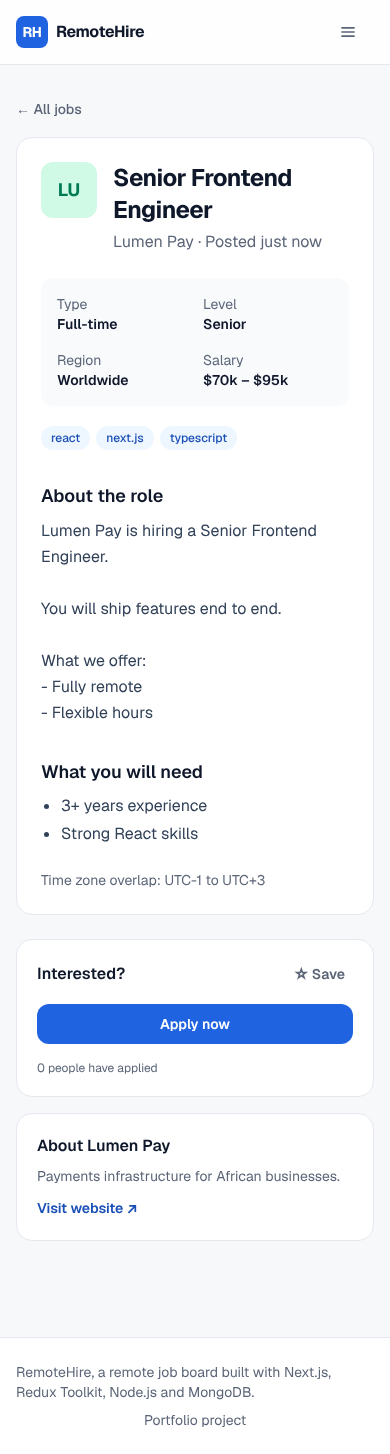 RH RemoteHire
← All jobs
LU
Senior Frontend
Engineer
Lumen Pay · Posted just now
Type
Full-time
Level
Senior
Region
Worldwide
Salary
$70k – $95k
react next.js typescript
About the role
Lumen Pay is hiring a Senior Frontend
Engineer.
You will ship features end to end.
What we offer:
- Fully remote
- Flexible hours
What you will need
• 3+ years experience
• Strong React skills
Time zone overlap: UTC-1 to UTC+3
Interested?
☆ Save
Apply now
0 people have applied
About Lumen Pay
Payments infrastructure for African businesses.
Visit website ↗
RemoteHire, a remote job board built with Next.js,
Redux Toolkit, Node.js and MongoDB.
Portfolio project